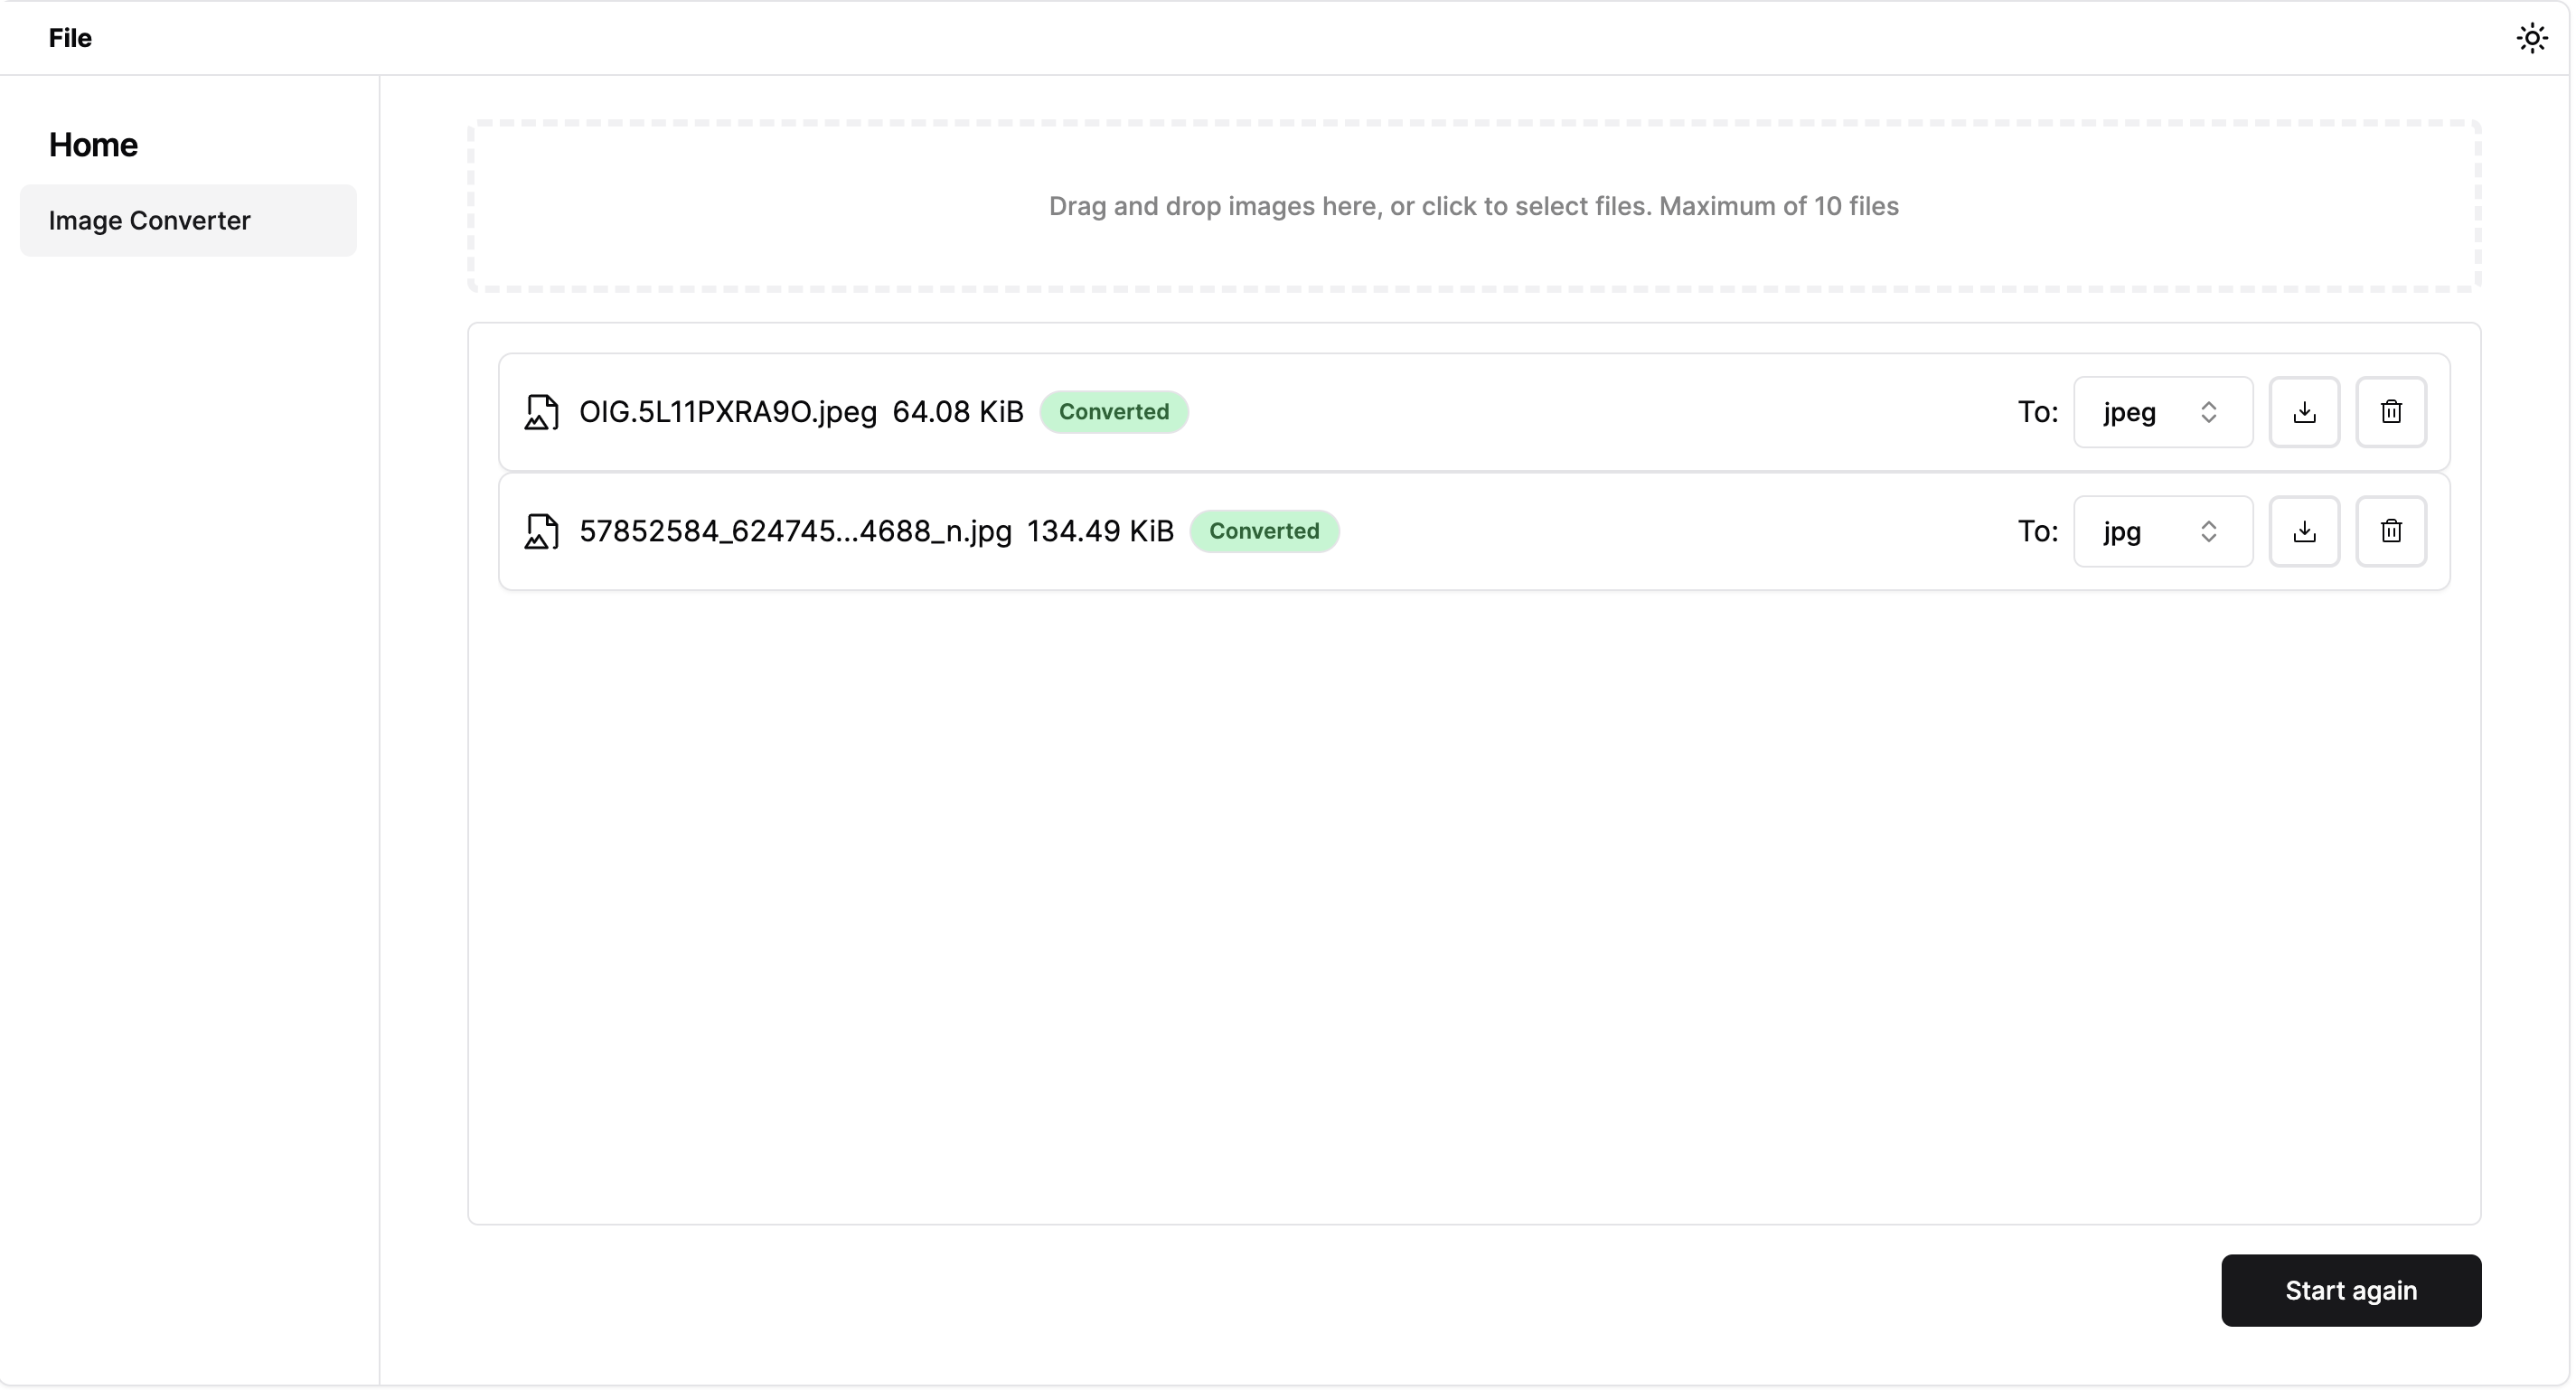 File
Home
Image Converter
Drag and drop images here, or click to select files. Maximum of 10 files
OIG.5L11PXRA9O.jpeg 64.08 KiB Converted To: jpeg
57852584_624745...4688_n.jpg 134.49 KiB Converted To: jpg
Start again